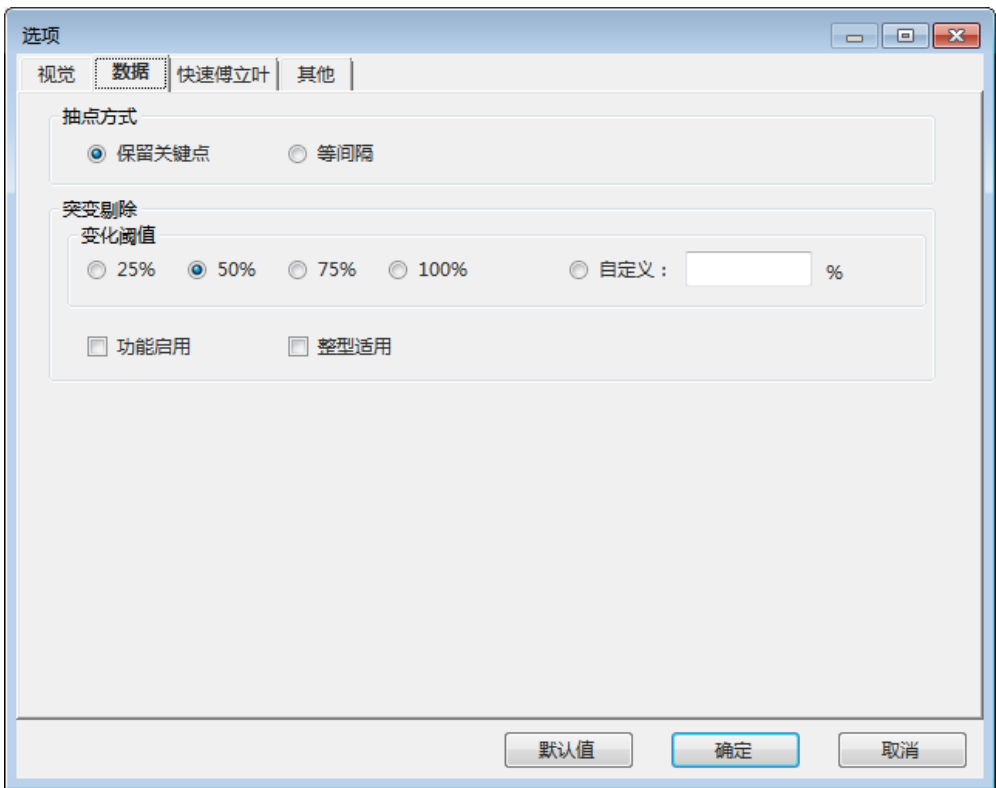 选项
视觉 数据 快速傅立叶 其他
抽点方式
保留关键点 等间隔
突变剔除
变化阈值
25% 50% 75% 100% 自定义： %
功能启用 整型适用
默认值 确定 取消